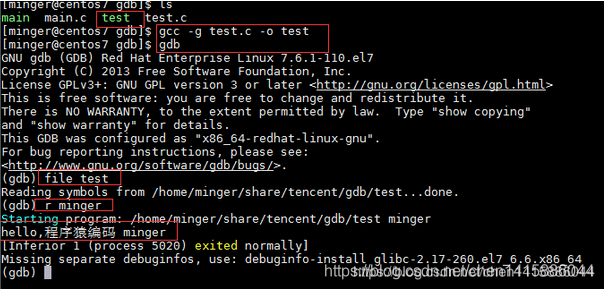 [minger@centos7 gdb]$ ls
main  main.c  test  test.c
[minger@centos7 gdb]$ gcc -g test.c -o test
[minger@centos7 gdb]$ gdb
GNU gdb (GDB) Red Hat Enterprise Linux 7.6.1-110.el7
Copyright (C) 2013 Free Software Foundation, Inc.
License GPLv3+: GNU GPL version 3 or later <http://gnu.org/licenses/gpl.html>
This is free software: you are free to change and redistribute it.
There is NO WARRANTY, to the extent permitted by law.  Type "show copying"
and "show warranty" for details.
This GDB was configured as "x86_64-redhat-linux-gnu".
For bug reporting instructions, please see:
<http://www.gnu.org/software/gdb/bugs/>.
(gdb) file test
Reading symbols from /home/minger/share/tencent/gdb/test...done.
(gdb) r minger
Starting program: /home/minger/share/tencent/gdb/test minger
hello,程序猿编码 minger
[Inferior 1 (process 5020) exited normally]
Missing separate debuginfos, use: debuginfo-install glibc-2.17-260.el7_6.6.x86_64
(gdb)